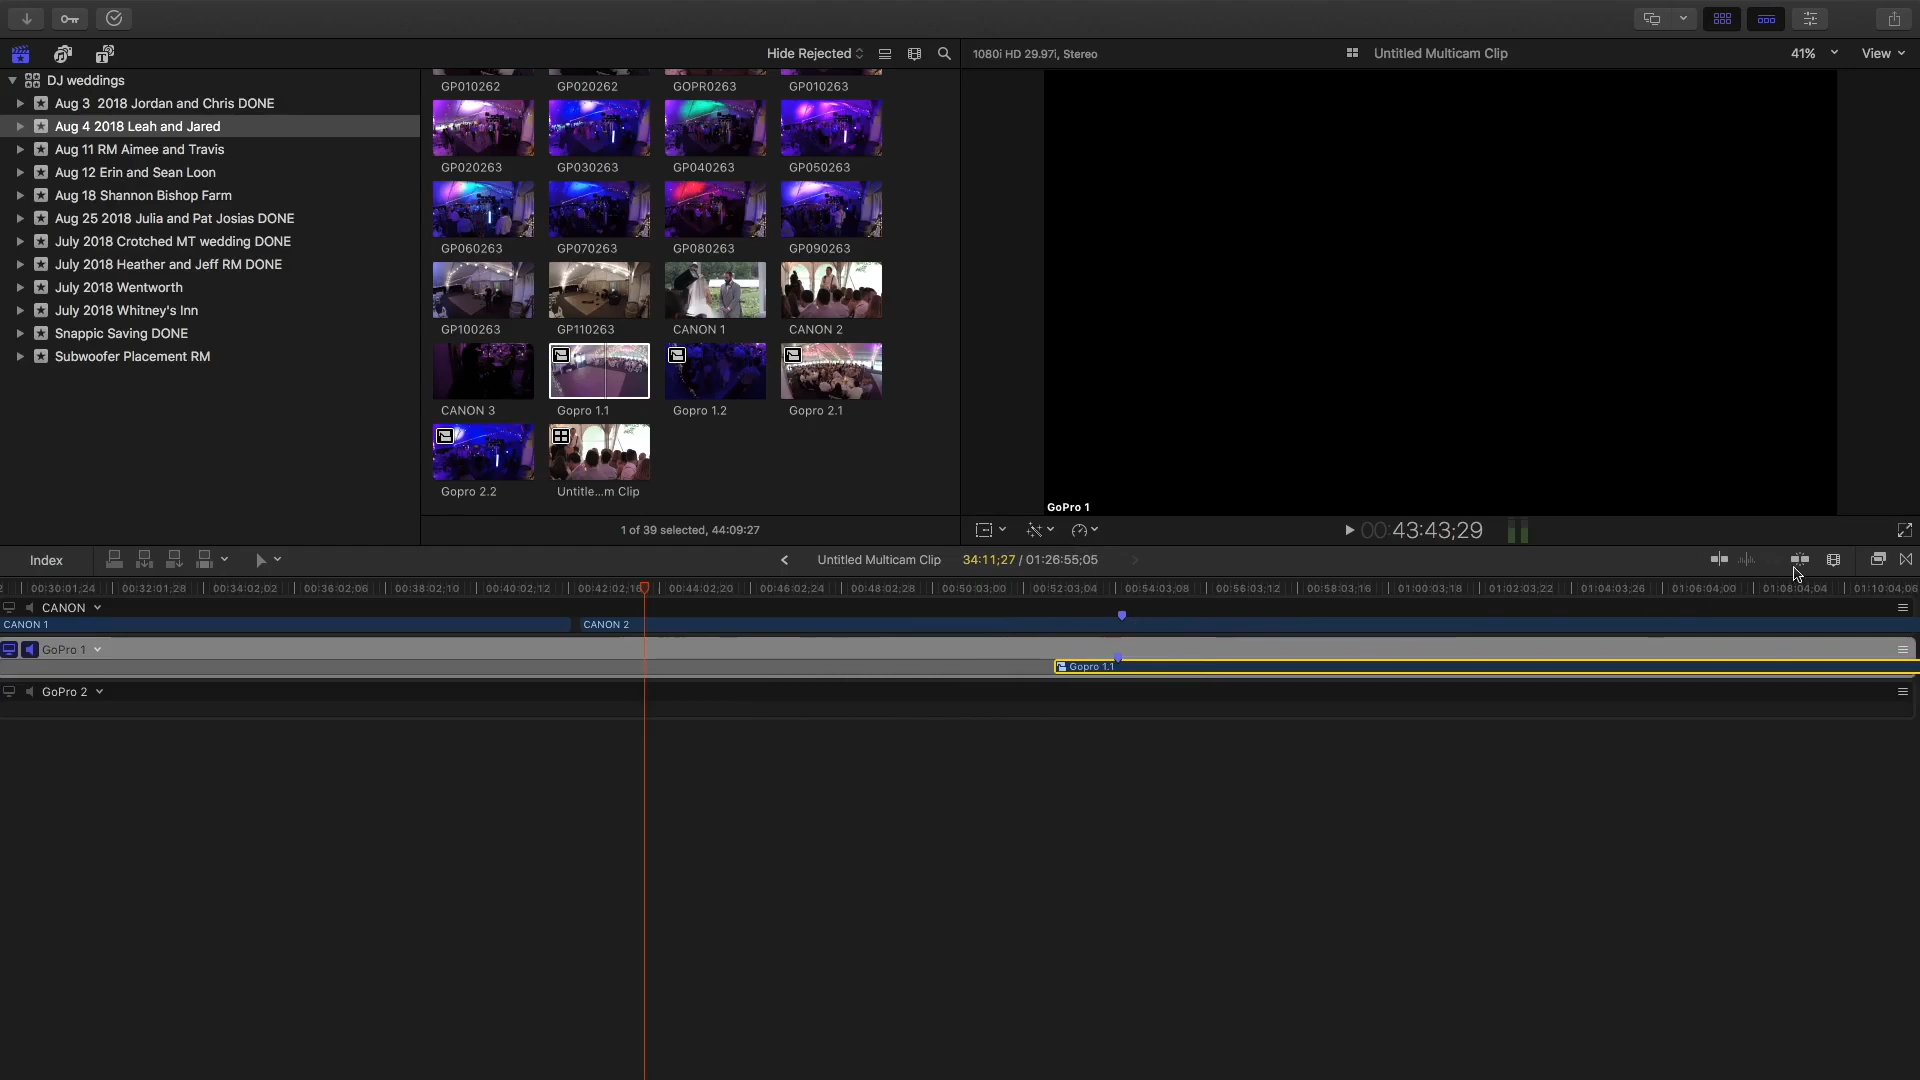 Hide Rejected
1080i HD 29.97i, Stereo
Untitled Multicam Clip
41%
View
DJ weddings
Aug 3 2018 Jordan and Chris DONE
Aug 4 2018 Leah and Jared
Aug 11 RM Aimee and Travis
Aug 12 Erin and Sean Loon
Aug 18 Shannon Bishop Farm
Aug 25 2018 Julia and Pat Josias DONE
July 2018 Crotched MT wedding DONE
July 2018 Heather and Jeff RM DONE
July 2018 Wentworth
July 2018 Whitney's Inn
Snappic Saving DONE
Subwoofer Placement RM
GP010262
GP020262
GOPR0263
GP010263
GP020263
GP030263
GP040263
GP050263
GP060263
GP070263
GP080263
GP090263
GP100263
GP110263
CANON 1
CANON 2
CANON 3
Gopro 1.1
Gopro 1.2
Gopro 2.1
Gopro 2.2
Untitle...m Clip
1 of 39 selected, 44:09:27
GoPro 1
00:43:43;29
Index
Untitled Multicam Clip
34:11;27 / 01:26:55;05
00:30:01;24
00:32:01;28
00:34:02;02
00:36:02;06
00:38:02;10
00:40:02;12
00:42:02;16
00:44:02;20
00:46:02;24
00:48:02;28
00:50:03;00
00:52:03;04
00:54:03;08
00:56:03;12
00:58:03;16
01:00:03;18
01:02:03;22
01:04:03;26
01:06:04;00
01:08:04;04
01:10:04;06
CANON
CANON 1
CANON 2
GoPro 1
Gopro 1.1
GoPro 2